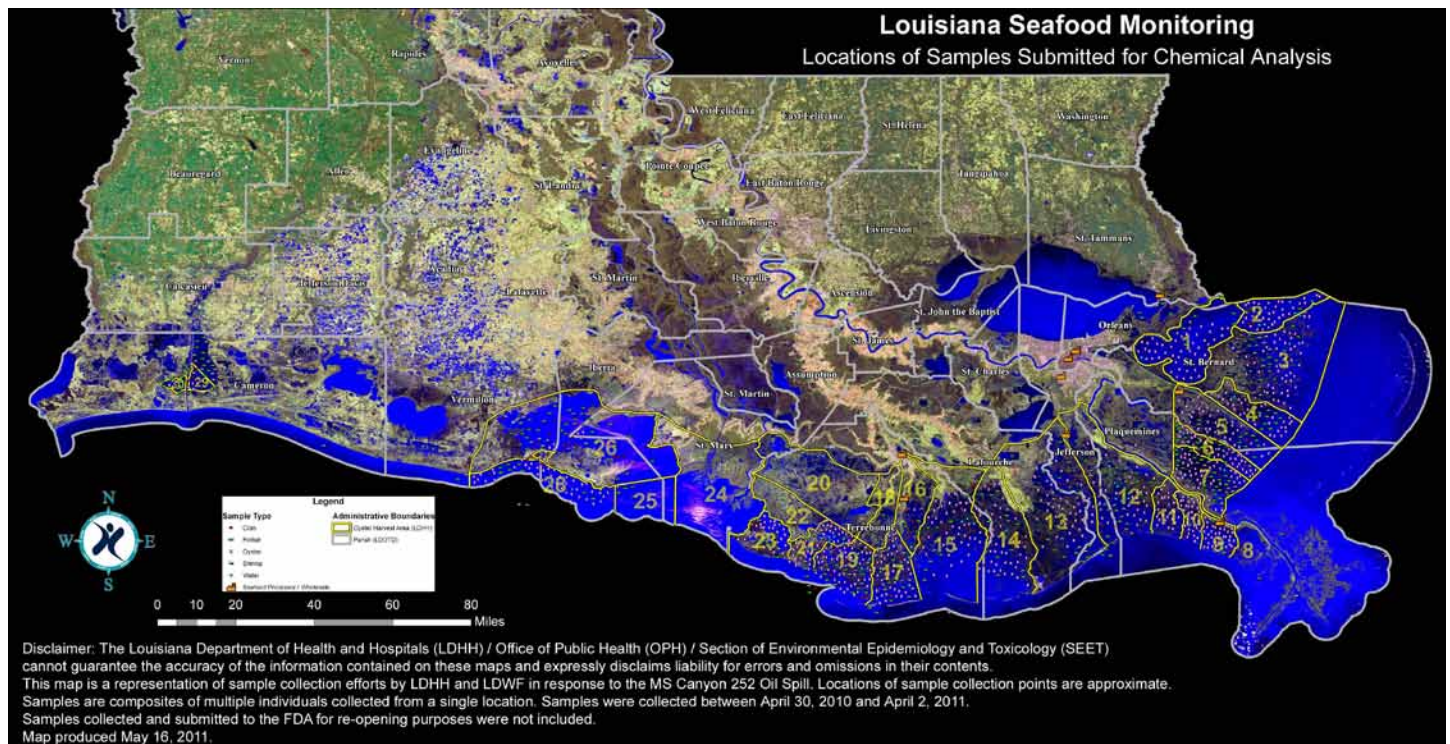 Louisiana Seafood Monitoring
Locations of Samples Submitted for Chemical Analysis
Vernon
Rapides
Avoyelles
West Feliciana
East Feliciana
St. Helena
Washington
Beauregard
Allen
Evangeline
St. Landry
Pointe Coupee
East Baton Rouge
Tangipahoa
West Baton Rouge
Livingston
St. Tammany
Calcasieu
Jefferson Davis
Acadia
Lafayette
St. Martin
Iberville
Ascension
St. John the Baptist
Orleans
St. James
St. Bernard
1
2
3
Cameron
29
Vermilion
Iberia
St. Martin
Assumption
St. Charles
St. Mary
Lafourche
Jefferson
Plaquemines
4
5
6
7
26
26
25
24
20
18
16
22
Terrebonne
23
21
19
17
15
14
13
12
11
10
9
8
N
W
E
S
Legend
Sample Type
Administrative Boundaries
Crab
Oyster Harvest Area (LDHH)
Finfish
Parish (LDOTD)
Oyster
Shrimp
Water
0 10 20 40 60 80
Miles
Disclaimer: The Louisiana Department of Health and Hospitals (LDHH) / Office of Public Health (OPH) / Section of Environmental Epidemiology and Toxicology (SEET)
cannot guarantee the accuracy of the information contained on these maps and expressly disclaims liability for errors and omissions in their contents.
This map is a representation of sample collection efforts by LDHH and LDWF in response to the MS Canyon 252 Oil Spill. Locations of sample collection points are approximate.
Samples are composites of multiple individuals collected from a single location. Samples were collected between April 30, 2010 and April 2, 2011.
Samples collected and submitted to the FDA for re-opening purposes were not included.
Map produced May 16, 2011.